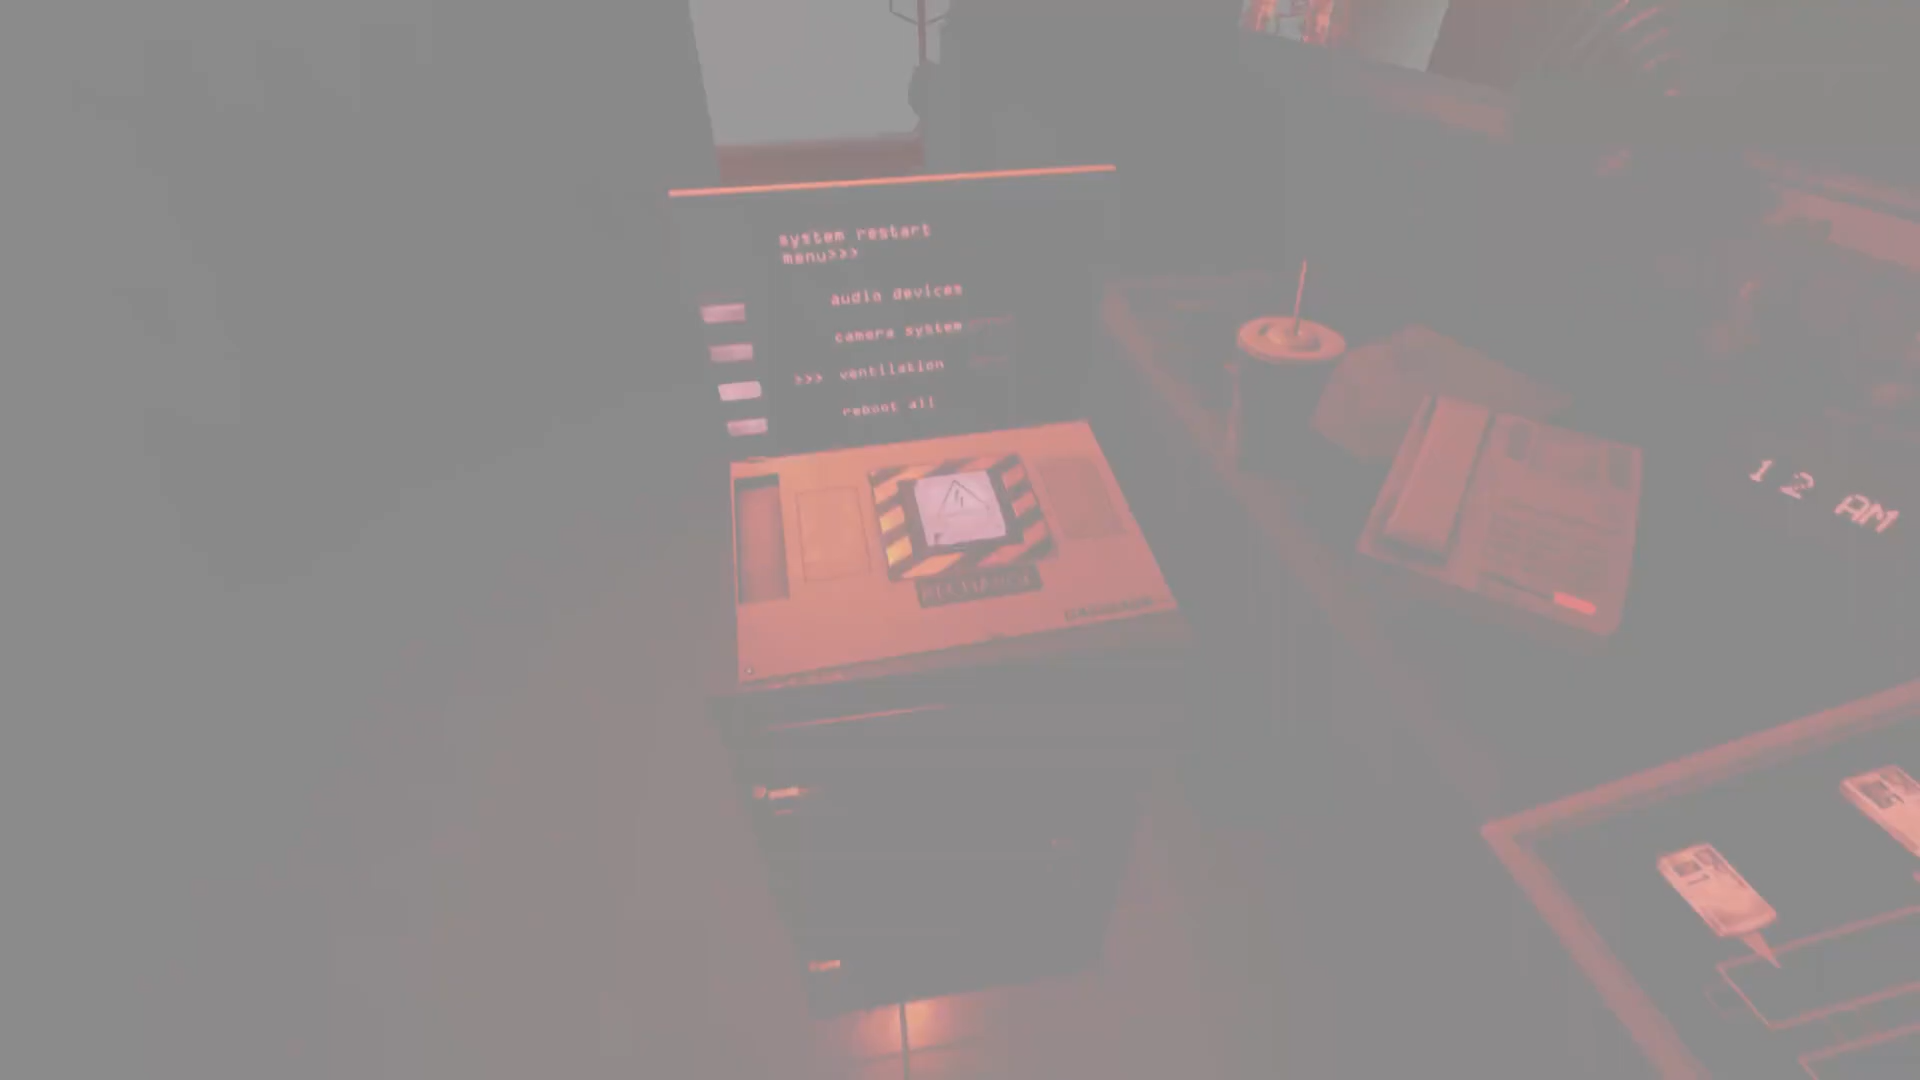 system restart
menu>>>
audio devices
camera system
>>> ventilation
reboot all
12 AM